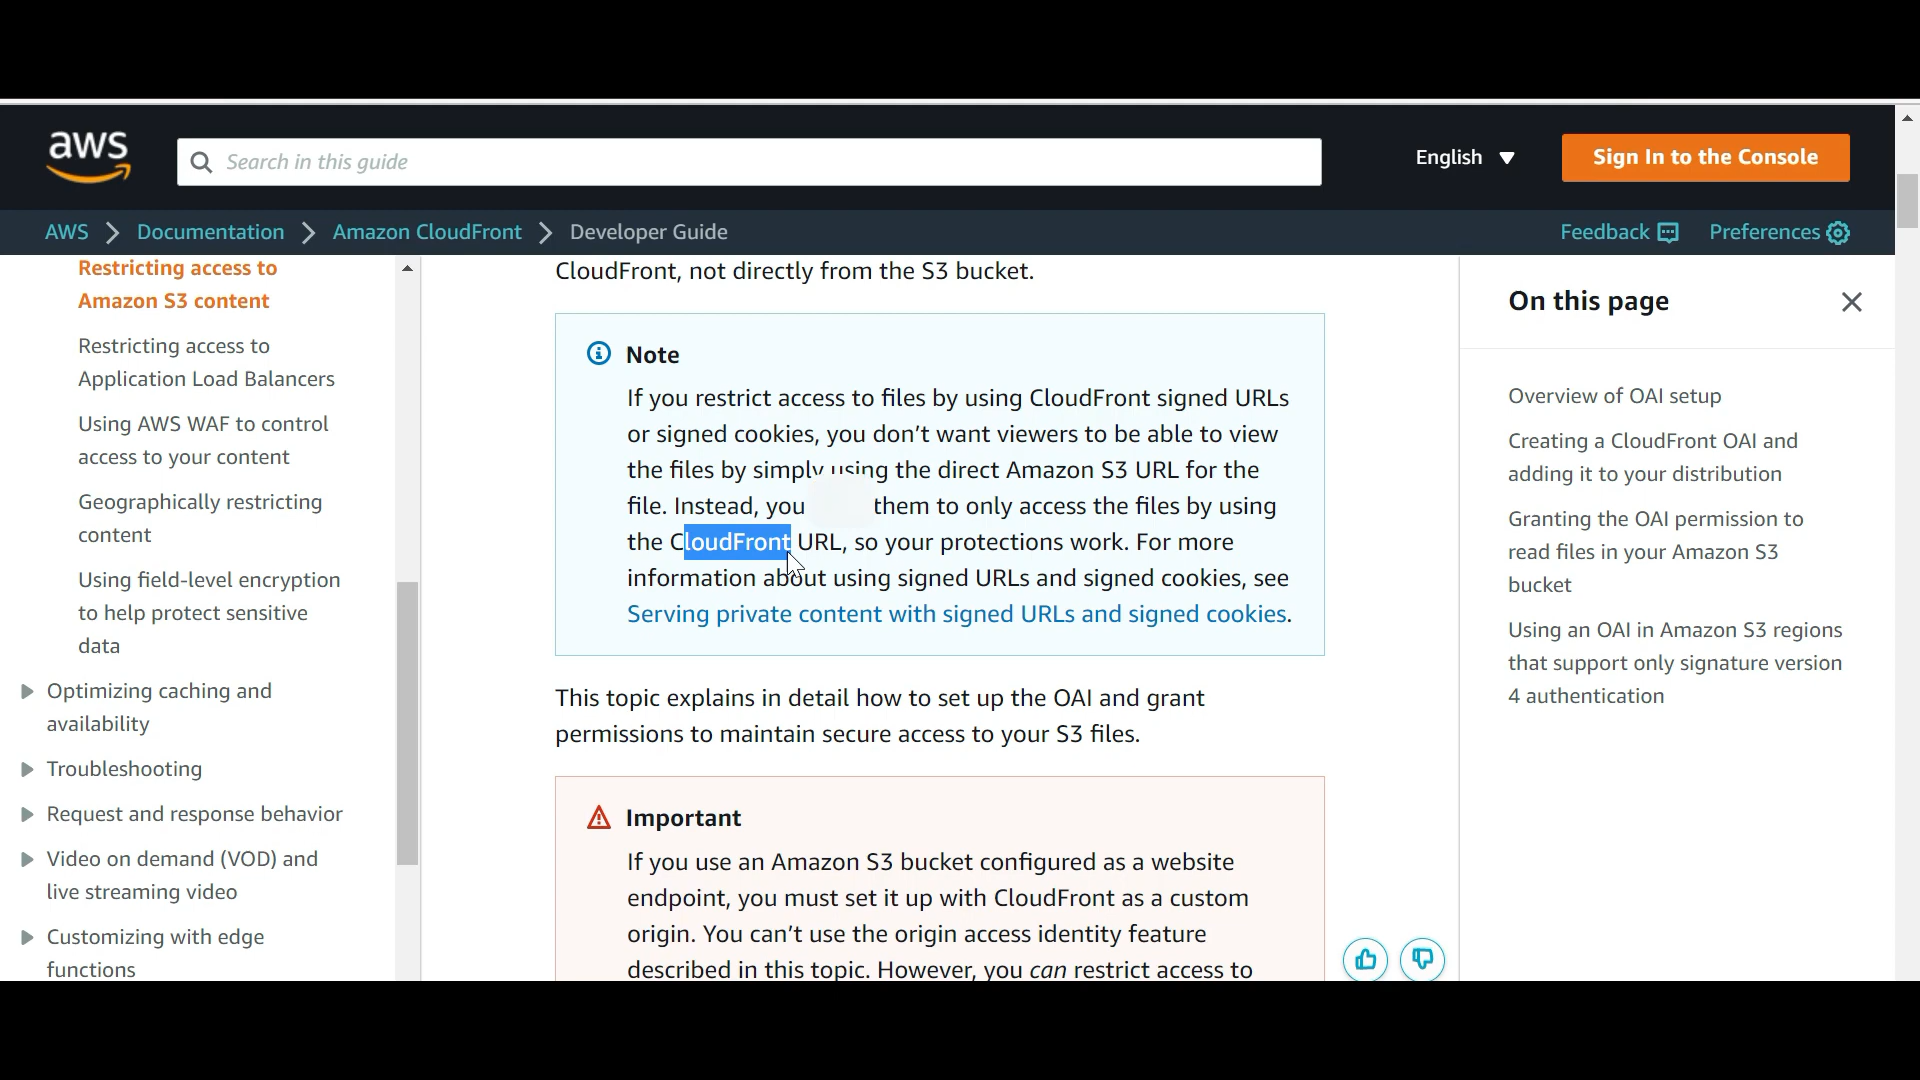 aws
Search in this guide
English
Sign In to the Console
AWS
Documentation
Amazon CloudFront
Developer Guide
Feedback
Preferences
Restricting access to
Amazon S3 content
Restricting access to
Application Load Balancers
Using AWS WAF to control
access to your content
Geographically restricting
content
Using field-level encryption
to help protect sensitive
data
Optimizing caching and
availability
Troubleshooting
Request and response behavior
Video on demand (VOD) and
live streaming video
Customizing with edge
functions
CloudFront, not directly from the S3 bucket.
Note
If you restrict access to files by using CloudFront signed URLs
or signed cookies, you don't want viewers to be able to view
the files by simply using the direct Amazon S3 URL for the
file. Instead, you them to only access the files by using
the CloudFront URL, so your protections work. For more
information about using signed URLs and signed cookies, see
Serving private content with signed URLs and signed cookies.
This topic explains in detail how to set up the OAI and grant
permissions to maintain secure access to your S3 files.
Important
If you use an Amazon S3 bucket configured as a website
endpoint, you must set it up with CloudFront as a custom
origin. You can't use the origin access identity feature
described in this topic. However, you can restrict access to
On this page
Overview of OAI setup
Creating a CloudFront OAI and
adding it to your distribution
Granting the OAI permission to
read files in your Amazon S3
bucket
Using an OAI in Amazon S3 regions
that support only signature version
4 authentication